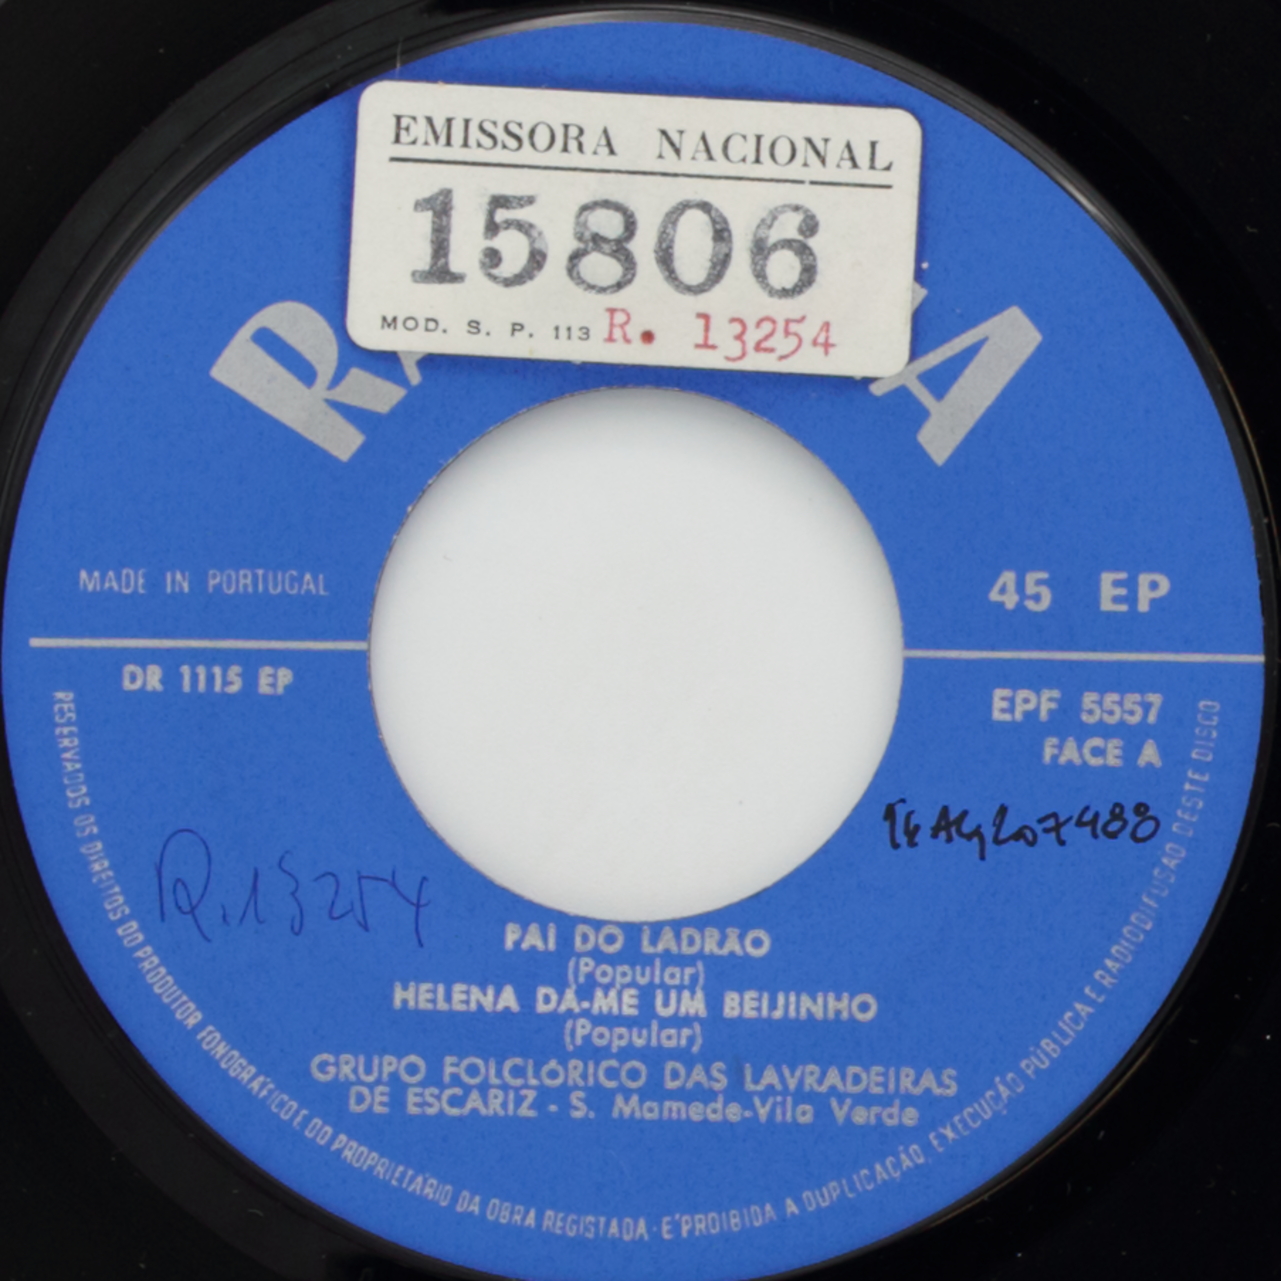 EMISSORA NACIONAL
15806
MOD. S. P. 113 R. 13254
MADE IN PORTUGAL
45 EP
DR 1115 EP
EPF 5557
FACE A
R.13254
PAI DO LADRÃO
(Popular)
HELENA DÁ-ME UM BEIJINHO
(Popular)
GRUPO FOLCLÓRICO DAS LAVRADEIRAS
DE ESCARIZ - S. Mamede-Vila Verde
RESERVADOS OS DIREITOS DO PRODUTOR FONOGRÁFICO E DO PROPRIETÁRIO DA OBRA REGISTADA · E' PROIBIDA A DUPLICAÇÃO, EXECUÇÃO PÚBLICA E RADIODIFUSÃO DESTE DISCO